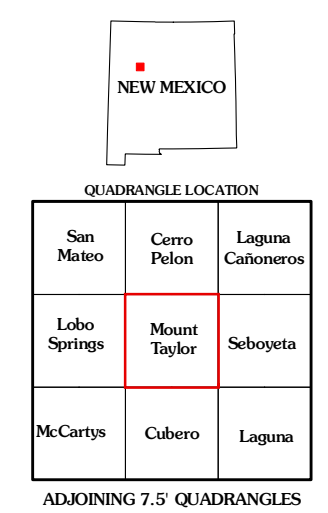 NEW MEXICO
QUADRANGLE LOCATION
San
Mateo
Cerro
Pelon
Laguna
Cañoneros
Lobo
Springs
Mount
Taylor
Seboyeta
McCartys
Cubero
Laguna
ADJOINING 7.5' QUADRANGLES